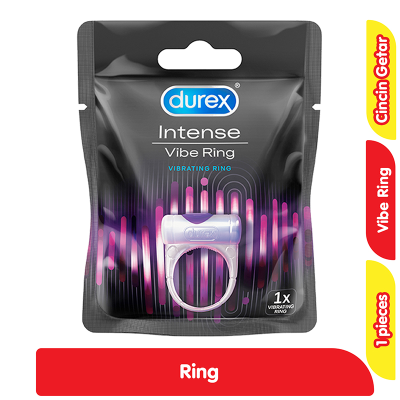 durex
Intense
Vibe Ring
VIBRATING RING
1x
VIBRATING
RING
Cincin Getar
Vibe Ring
1 pieces
Ring